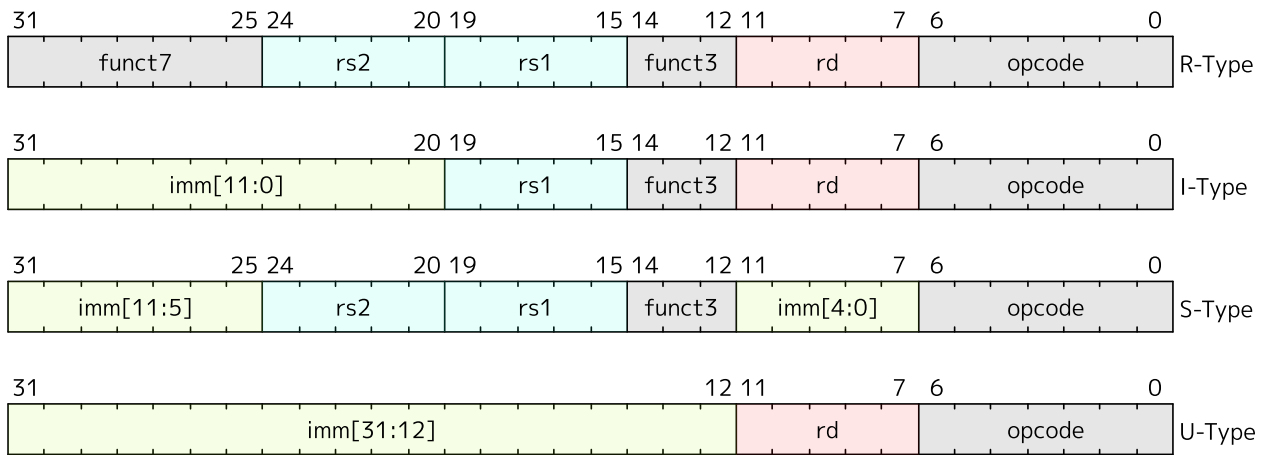 31 25 24 20 19 15 14 12 11 7 6 0
funct7 rs2 rs1 funct3 rd opcode R-Type
31 20 19 15 14 12 11 7 6 0
imm[11:0] rs1 funct3 rd opcode I-Type
31 25 24 20 19 15 14 12 11 7 6 0
imm[11:5] rs2 rs1 funct3 imm[4:0] opcode S-Type
31 12 11 7 6 0
imm[31:12] rd opcode U-Type